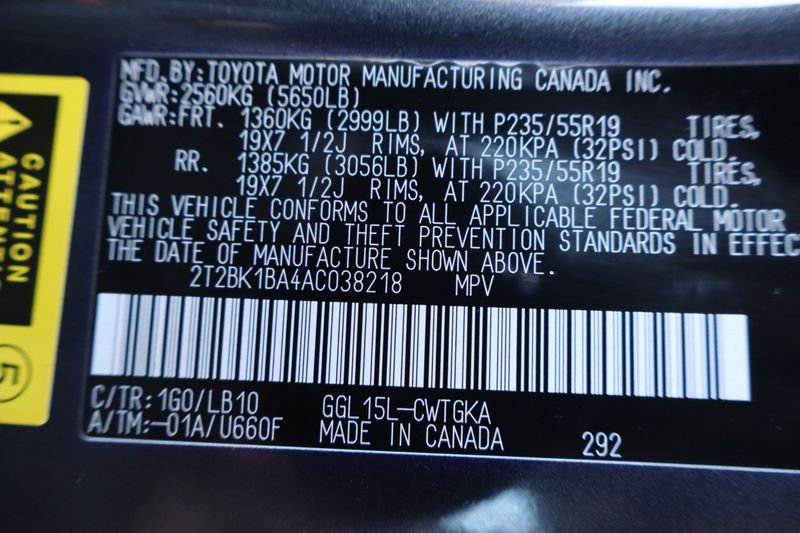 MFD.BY:TOYOTA MOTOR MANUFACTURING CANADA INC.
GVWR:2560KG (5650LB)
GAWR:FRT. 1360KG (2999LB) WITH P235/55R19 TIRES,
19X7 1/2J RIMS, AT 220KPA (32PSI) COLD.
RR. 1385KG (3056LB) WITH P235/55R19 TIRES,
19X7 1/2J RIMS, AT 220KPA (32PSI) COLD.
THIS VEHICLE CONFORMS TO ALL APPLICABLE FEDERAL MOTOR
VEHICLE SAFETY AND THEFT PREVENTION STANDARDS IN EFFEC
THE DATE OF MANUFACTURE SHOWN ABOVE.
2T2BK1BA4AC038218 MPV
C/TR:1G0/LB10 GGL15L-CWTGKA
A/TM:-01A/U660F MADE IN CANADA 292
CAUTION
ATTEN
5